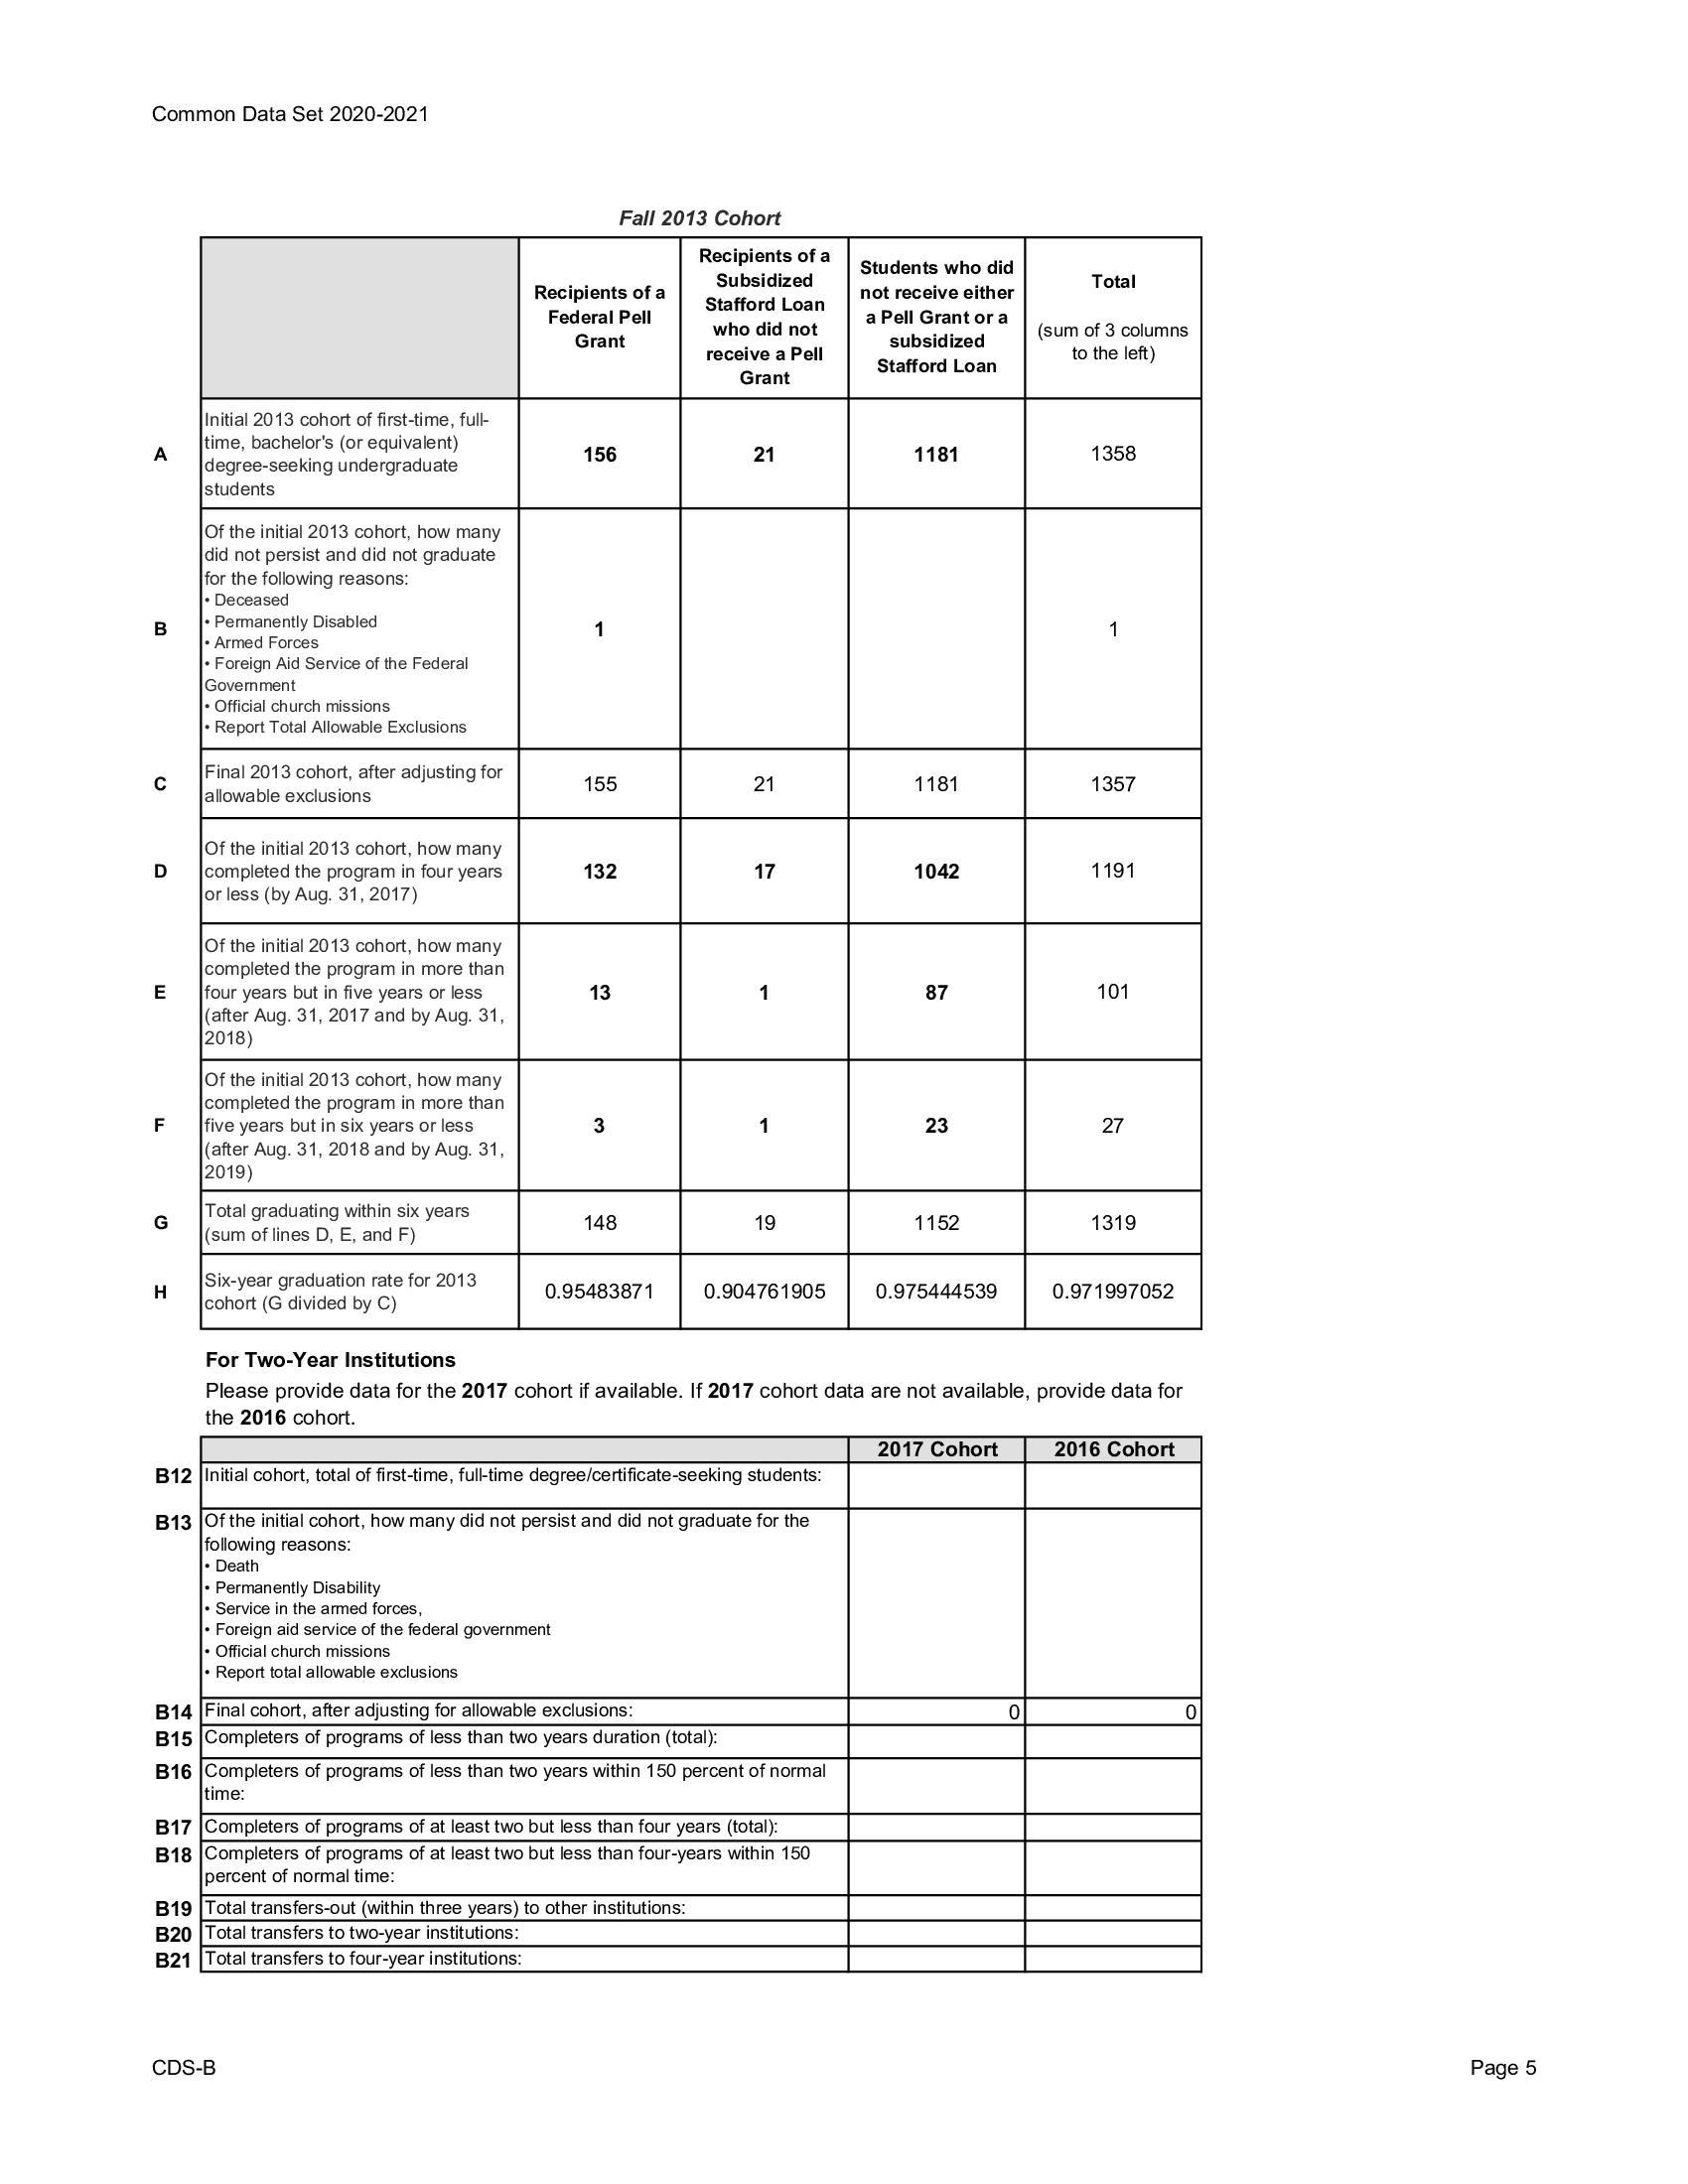 Common Data Set 2020-2021
Fall 2013 Cohort
Recipients of a
Federal Pell
Grant
Recipients of a
Subsidized
Stafford Loan
who did not
receive a Pell
Grant
Students who did
not receive either
a Pell Grant or a
subsidized
Stafford Loan
Total
(sum of 3 columns
to the left)
A
Initial 2013 cohort of first-time, full-
time, bachelor's (or equivalent)
degree-seeking undergraduate
students
156
21
1181
1358
B
Of the initial 2013 cohort, how many
did not persist and did not graduate
for the following reasons:
• Deceased
• Permanently Disabled
• Armed Forces
• Foreign Aid Service of the Federal
Government
• Official church missions
• Report Total Allowable Exclusions
1
1
C
Final 2013 cohort, after adjusting for
allowable exclusions
155
21
1181
1357
D
Of the initial 2013 cohort, how many
completed the program in four years
or less (by Aug. 31, 2017)
132
17
1042
1191
E
Of the initial 2013 cohort, how many
completed the program in more than
four years but in five years or less
(after Aug. 31, 2017 and by Aug. 31,
2018)
13
1
87
101
F
Of the initial 2013 cohort, how many
completed the program in more than
five years but in six years or less
(after Aug. 31, 2018 and by Aug. 31,
2019)
3
1
23
27
G
Total graduating within six years
(sum of lines D, E, and F)
148
19
1152
1319
H
Six-year graduation rate for 2013
cohort (G divided by C)
0.95483871
0.904761905
0.975444539
0.971997052
For Two-Year Institutions
Please provide data for the 2017 cohort if available. If 2017 cohort data are not available, provide data for
the 2016 cohort.
2017 Cohort
2016 Cohort
B12
Initial cohort, total of first-time, full-time degree/certificate-seeking students:
B13
Of the initial cohort, how many did not persist and did not graduate for the
following reasons:
• Death
• Permanently Disability
• Service in the armed forces,
• Foreign aid service of the federal government
• Official church missions
• Report total allowable exclusions
B14
Final cohort, after adjusting for allowable exclusions:
0
0
B15
Completers of programs of less than two years duration (total):
B16
Completers of programs of less than two years within 150 percent of normal
time:
B17
Completers of programs of at least two but less than four years (total):
B18
Completers of programs of at least two but less than four-years within 150
percent of normal time:
B19
Total transfers-out (within three years) to other institutions:
B20
Total transfers to two-year institutions:
B21
Total transfers to four-year institutions:
CDS-B
Page 5